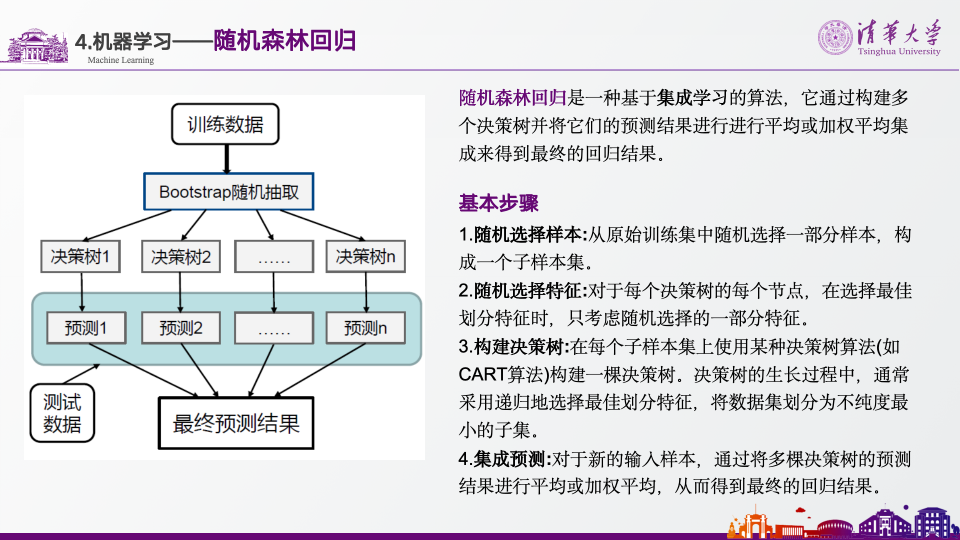 4.机器学习——随机森林回归
Machine Learning
清华大学
Tsinghua University
训练数据
Bootstrap随机抽取
决策树1
决策树2
……
决策树n
预测1
预测2
……
预测n
测试
数据
最终预测结果
随机森林回归是一种基于集成学习的算法，它通过构建多
个决策树并将它们的预测结果进行进行平均或加权平均集
成来得到最终的回归结果。
基本步骤
1.随机选择样本:从原始训练集中随机选择一部分样本，构
成一个子样本集。
2.随机选择特征:对于每个决策树的每个节点，在选择最佳
划分特征时，只考虑随机选择的一部分特征。
3.构建决策树:在每个子样本集上使用某种决策树算法(如
CART算法)构建一棵决策树。决策树的生长过程中，通常
采用递归地选择最佳划分特征，将数据集划分为不纯度最
小的子集。
4.集成预测:对于新的输入样本，通过将多棵决策树的预测
结果进行平均或加权平均，从而得到最终的回归结果。